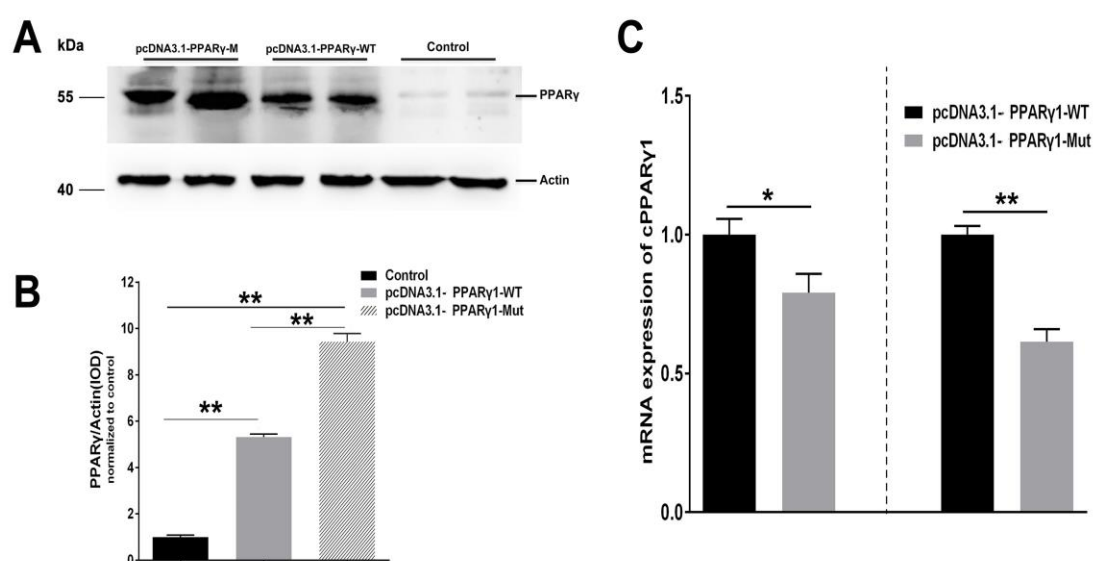 A
kDa
pcDNA3.1-PPARγ-M
pcDNA3.1-PPARγ-WT
Control
55
PPARγ
40
Actin
B
Control
pcDNA3.1- PPARγ1-WT
pcDNA3.1- PPARγ1-Mut
PPARγ/Actin(IOD)
normalized to control
12
10
8
6
4
2
0
**
**
**
C
pcDNA3.1- PPARγ1-WT
pcDNA3.1- PPARγ1-Mut
mRNA expression of cPPARγ1
1.5
1.0
0.5
0.0
*
**